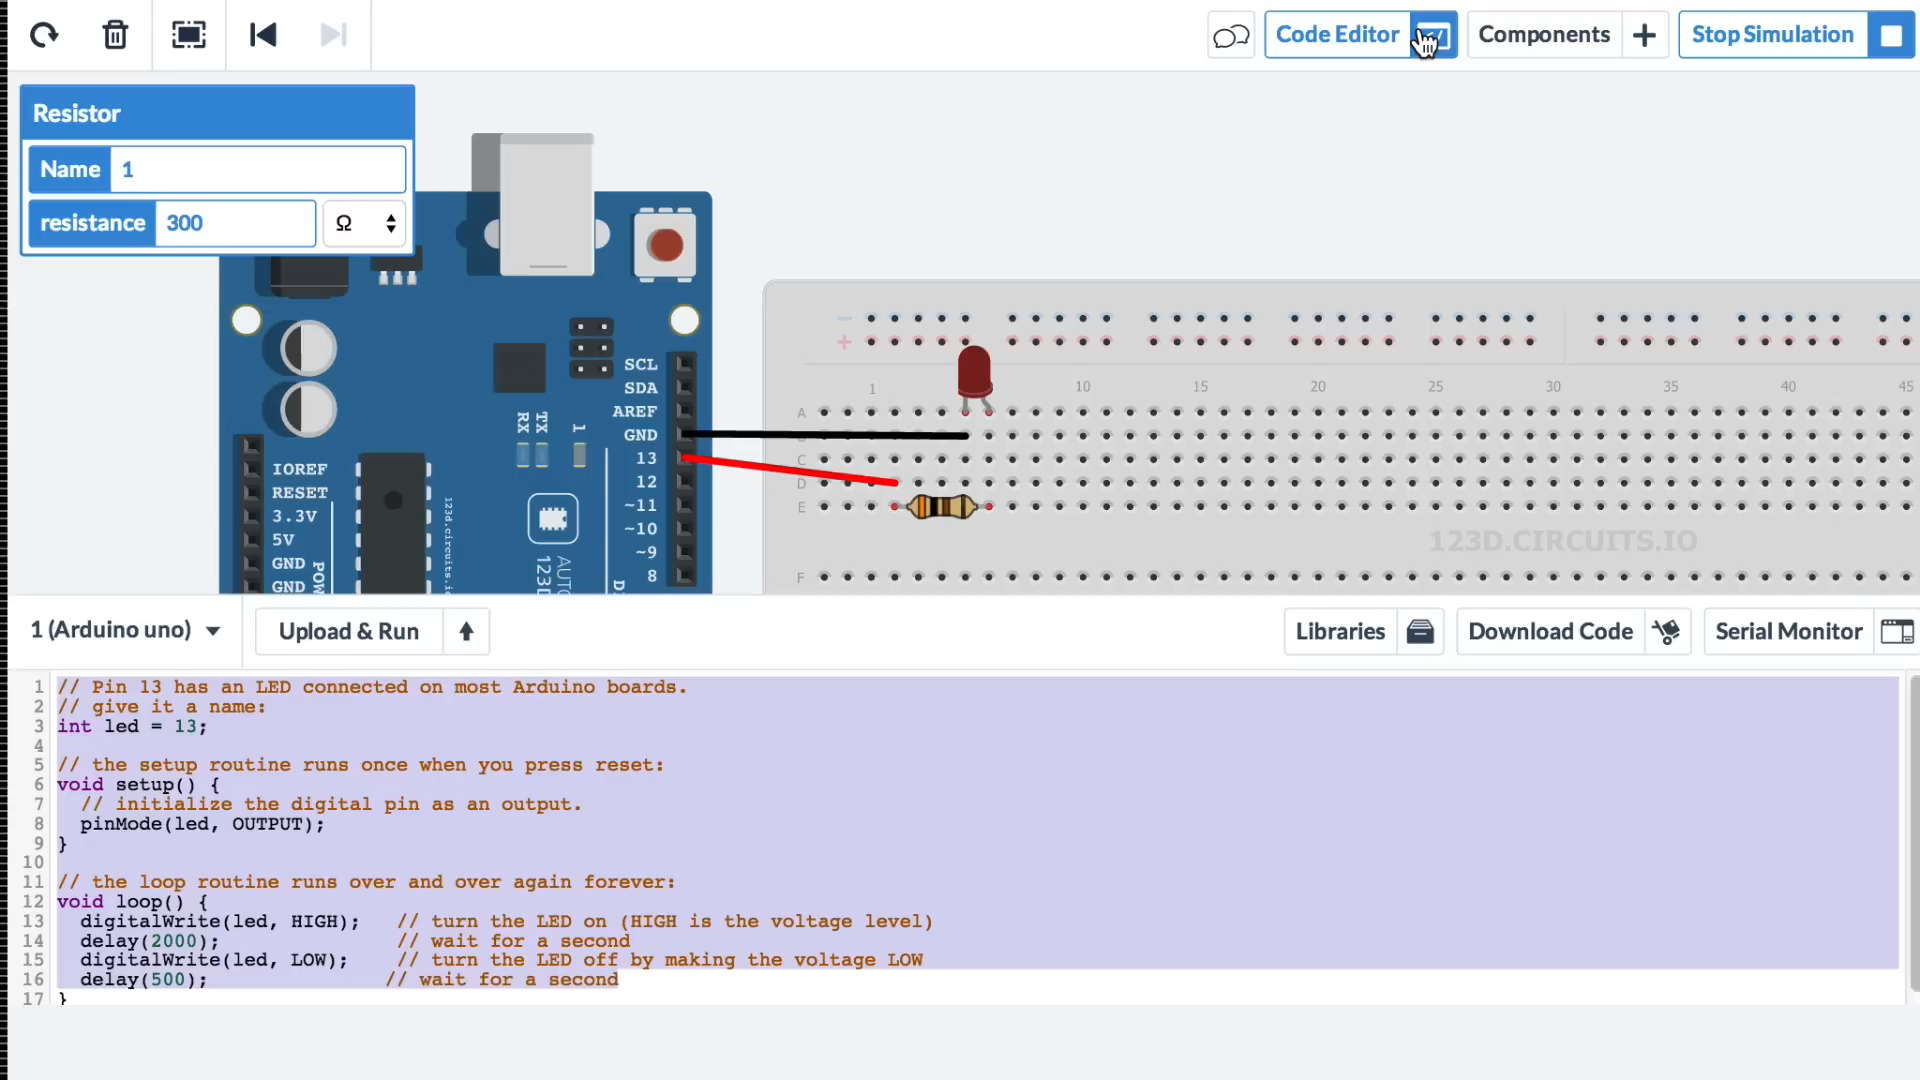 Code Editor
Components
Stop Simulation
Resistor
Name 1
resistance 300 Ω
SCL
SDA
AREF
GND
13
12
~11
~10
~9
8
RX
TX
1
IOREF
RESET
3.3V
5V
GND
GND
POW
123d.circuits.i
AUTO
123D
D
− 
+
1 10 15 20 25 30 35 40 45
A
C
D
E
F
123D.CIRCUITS.IO
1 (Arduino uno)
Upload & Run
Libraries
Download Code
Serial Monitor
1 // Pin 13 has an LED connected on most Arduino boards.
2 // give it a name:
3 int led = 13;
4
5 // the setup routine runs once when you press reset:
6 void setup() {
7 // initialize the digital pin as an output.
8 pinMode(led, OUTPUT);
9 }
10
11 // the loop routine runs over and over again forever:
12 void loop() {
13 digitalWrite(led, HIGH); // turn the LED on (HIGH is the voltage level)
14 delay(2000); // wait for a second
15 digitalWrite(led, LOW); // turn the LED off by making the voltage LOW
16 delay(500); // wait for a second
17 }